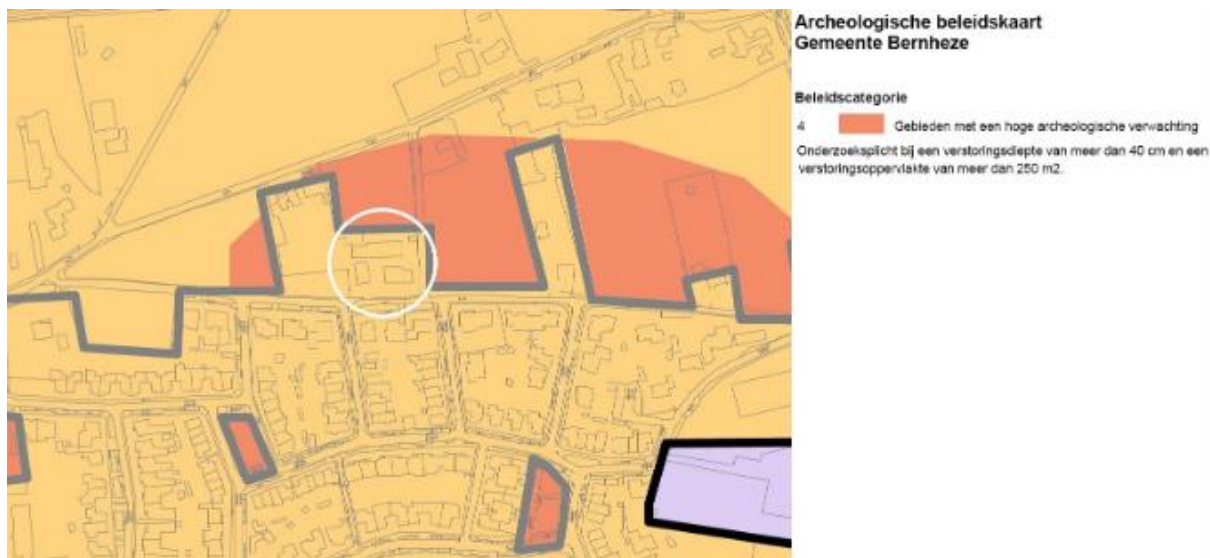 Archeologische beleidskaart
Gemeente Bernheze
Beleidscategorie
4 Gebieden met een hoge archeologische verwachting
Onderzoeksplicht bij een verstoringsdiepte van meer dan 40 cm en een
verstoringsoppervlakte van meer dan 250 m2.